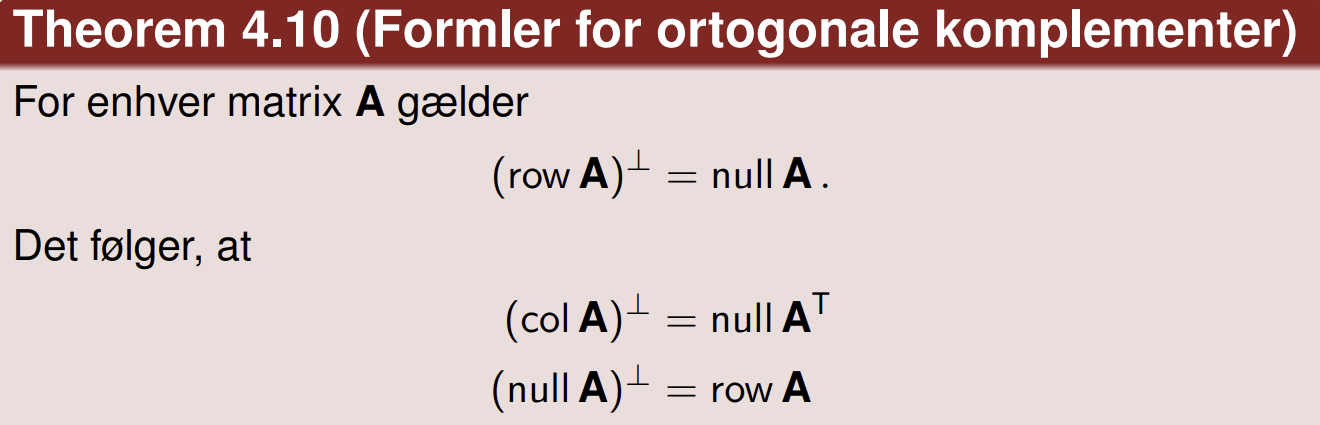 Theorem 4.10 (Formler for ortogonale komplementer)
For enhver matrix A gælder
(row A)⊥ = null A .
Det følger, at
(col A)⊥ = null Aᵀ
(null A)⊥ = row A